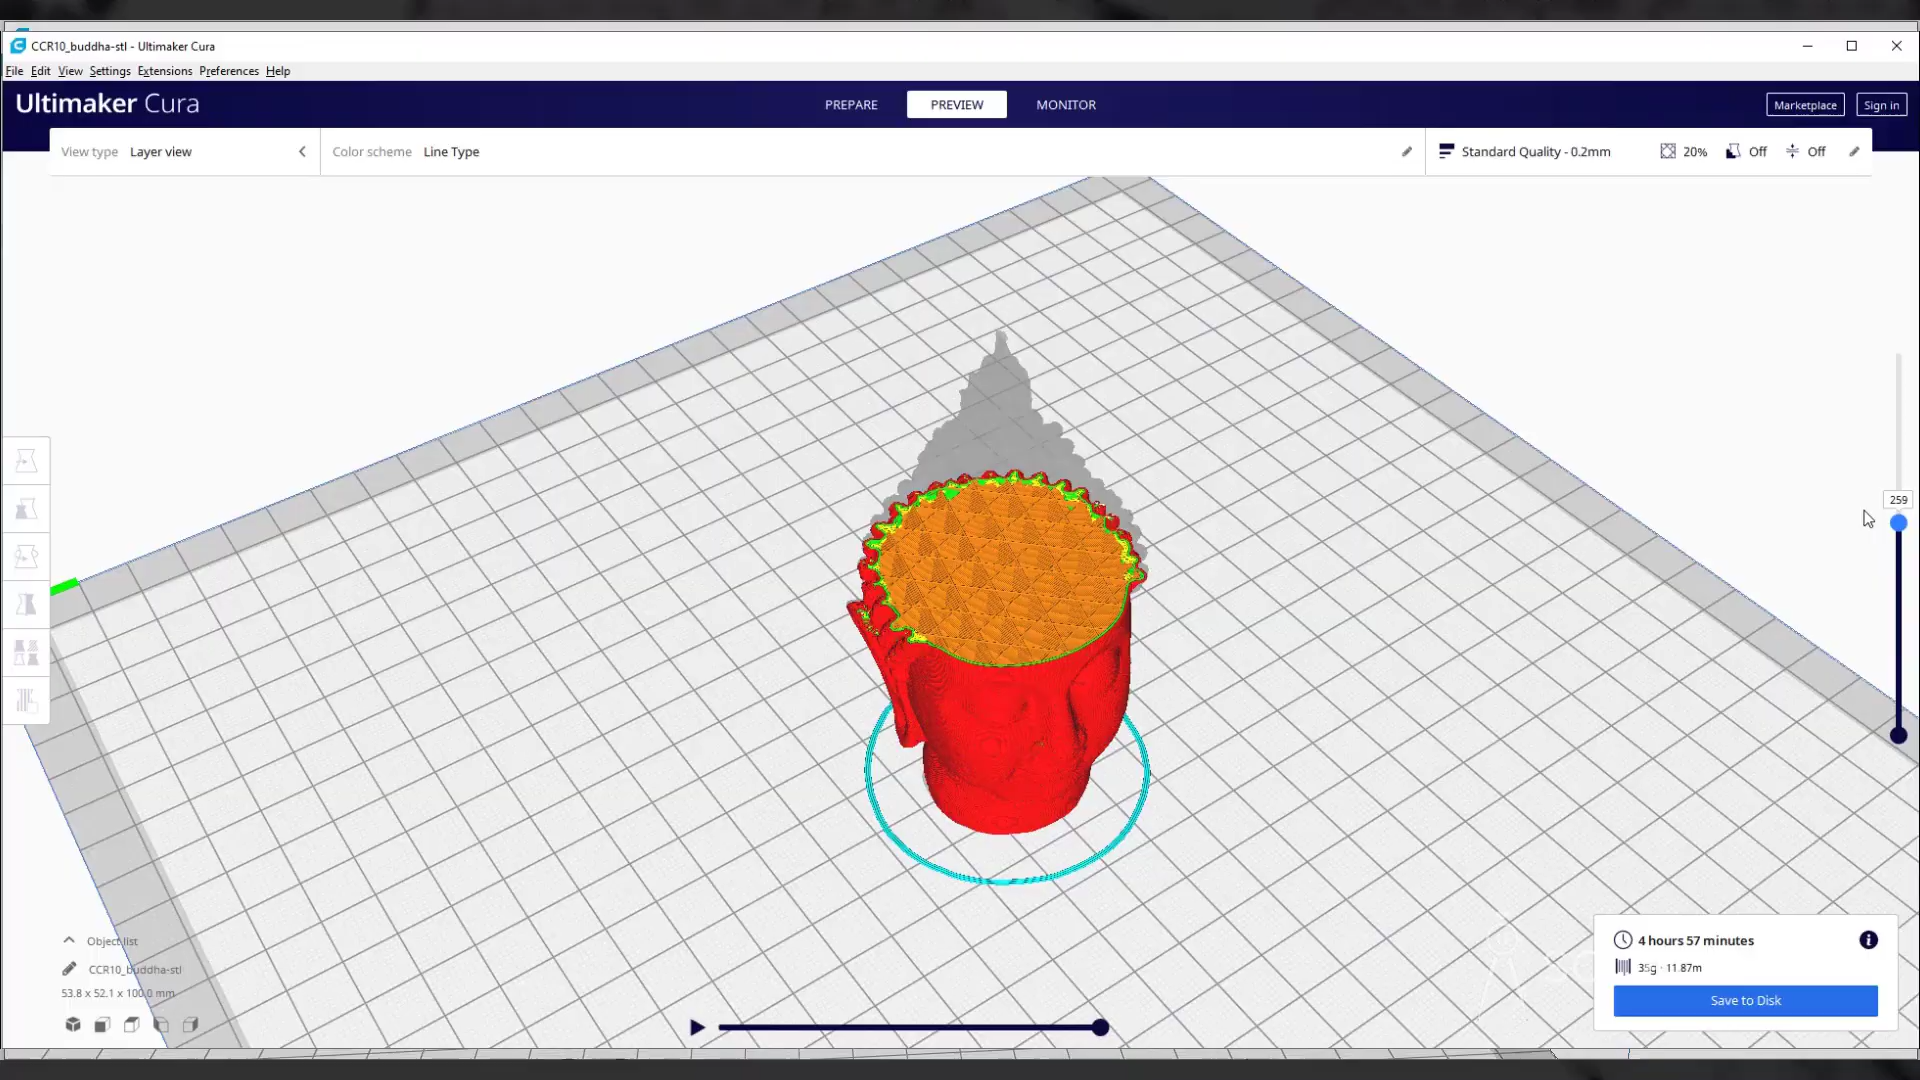 CCR10_buddha-stl - Ultimaker Cura
File Edit View Settings Extensions Preferences Help
Ultimaker Cura
PREPARE PREVIEW MONITOR
Marketplace Sign in
View type Layer view
Color scheme Line Type
Standard Quality - 0.2mm 20% Off Off
259
Object list
CCR10_buddha-stl
53.8 x 52.1 x 100.0 mm
4 hours 57 minutes
35g · 11.87m
Save to Disk